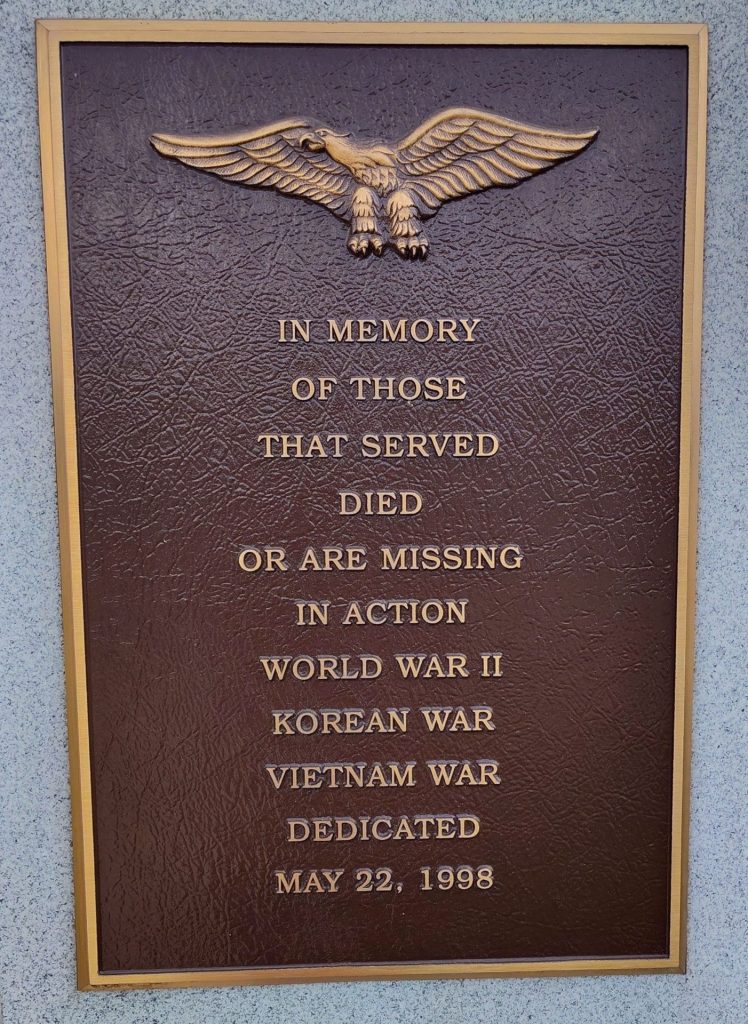 IN MEMORY
OF THOSE
THAT SERVED
DIED
OR ARE MISSING
IN ACTION
WORLD WAR II
KOREAN WAR
VIETNAM WAR
DEDICATED
MAY 22, 1998